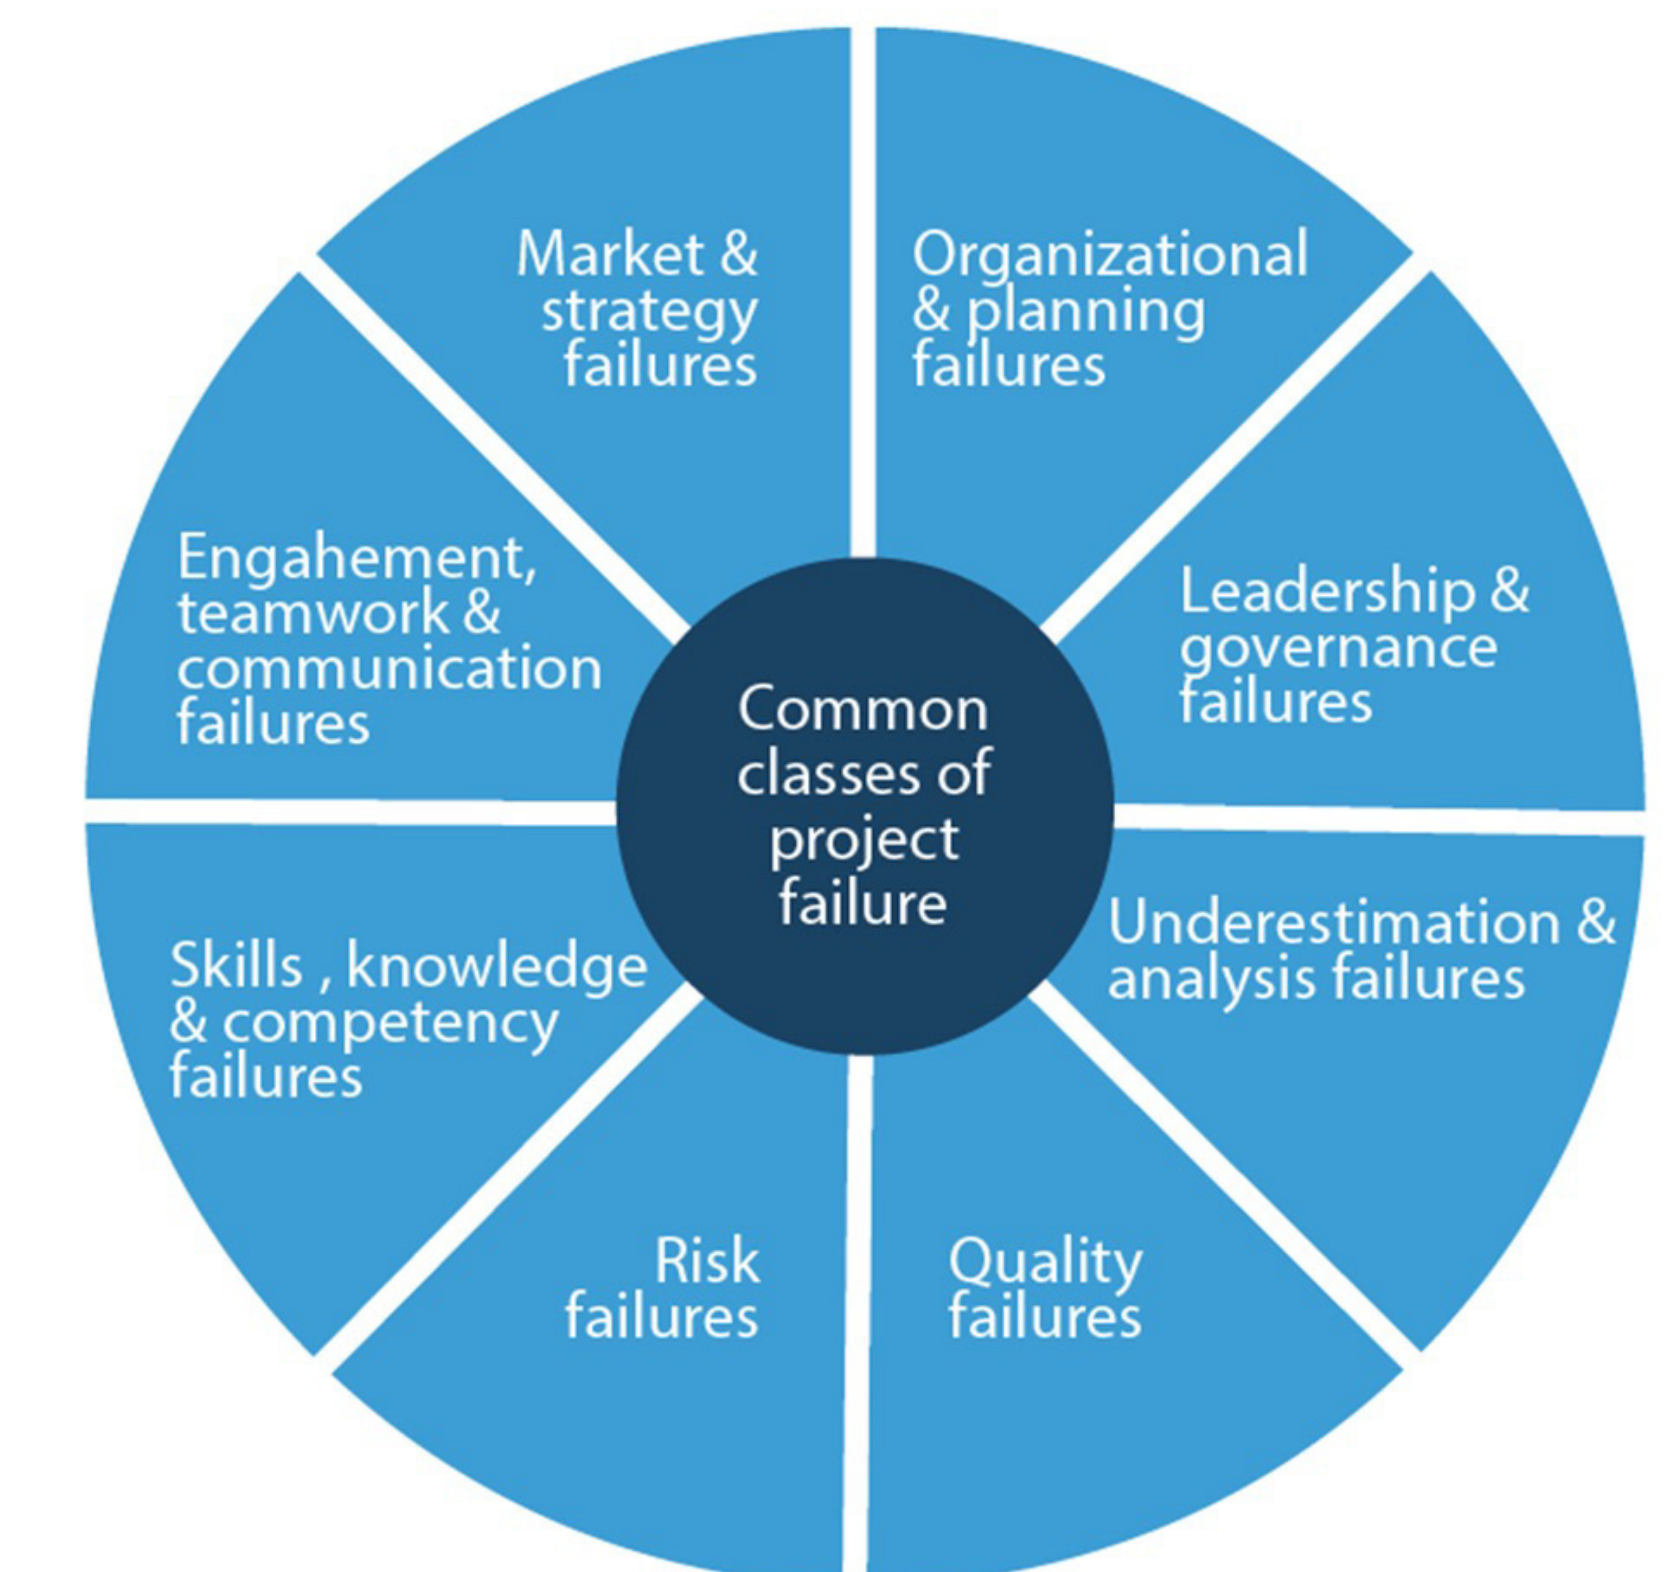 Market &
strategy
failures
Organizational
& planning
failures
Engahement,
teamwork &
communication
failures
Leadership &
governance
failures
Common
classes of
project
failure
Skills , knowledge
& competency
failures
Underestimation &
analysis failures
Risk
failures
Quality
failures